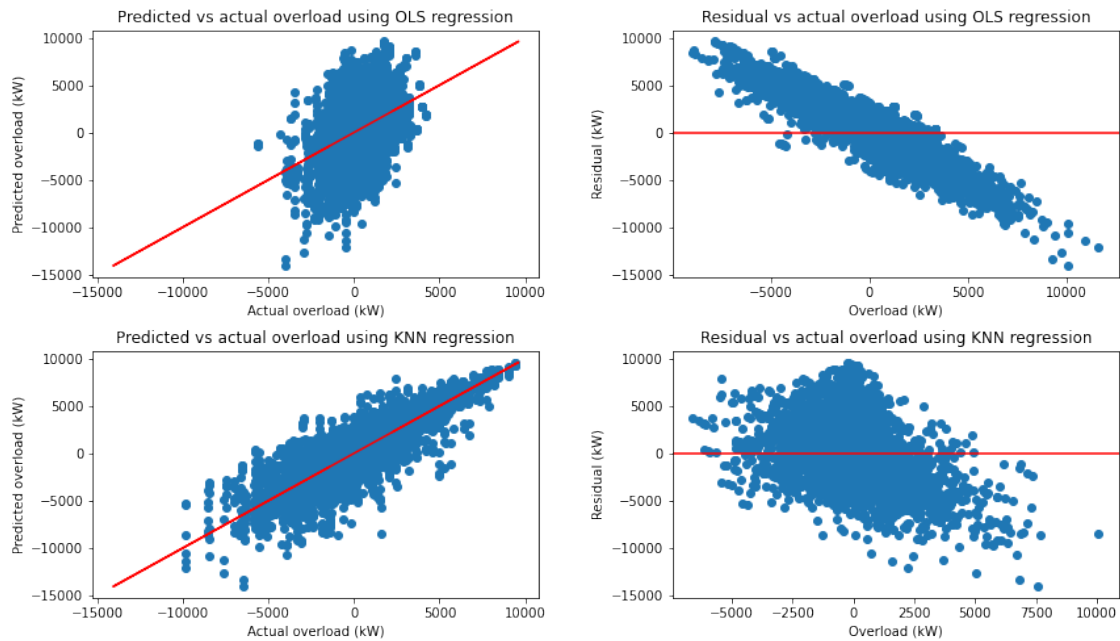 Predicted vs actual overload using OLS regression
Predicted overload (kW)
10000
5000
0
−5000
−10000
−15000
−15000 −10000 −5000 0 5000 10000
Actual overload (kW)
Residual vs actual overload using OLS regression
Residual (kW)
10000
5000
0
−5000
−10000
−15000
−5000 0 5000 10000
Overload (kW)
Predicted vs actual overload using KNN regression
Predicted overload (kW)
10000
5000
0
−5000
−10000
−15000
−15000 −10000 −5000 0 5000 10000
Actual overload (kW)
Residual vs actual overload using KNN regression
Residual (kW)
10000
5000
0
−5000
−10000
−15000
−5000 −2500 0 2500 5000 7500 10000
Overload (kW)